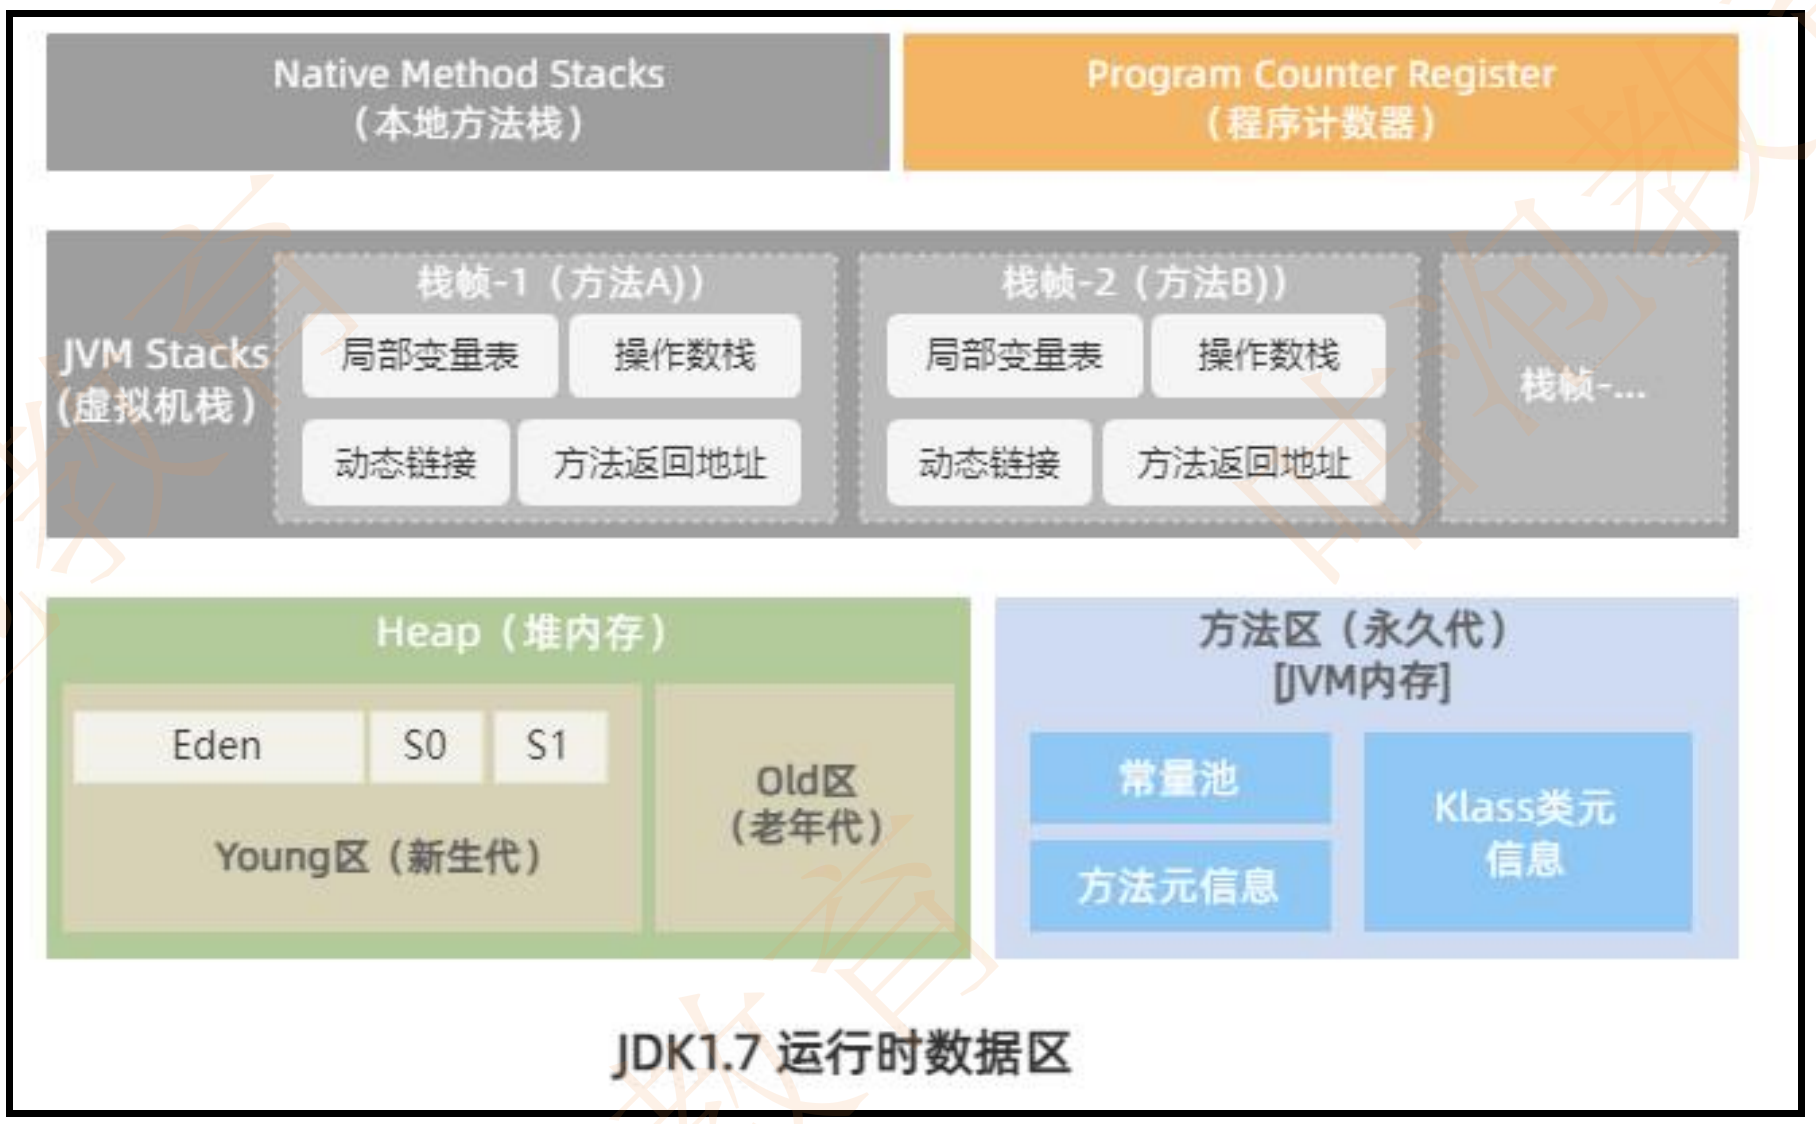 Native Method Stacks
（本地方法栈）
Program Counter Register
（程序计数器）
JVM Stacks
(虚拟机栈）
栈帧-1（方法A)）
局部变量表
操作数栈
动态链接
方法返回地址
栈帧-2（方法B)）
局部变量表
操作数栈
动态链接
方法返回地址
栈帧-...
Heap（堆内存）
Eden
S0
S1
Young区（新生代）
Old区
（老年代）
方法区（永久代）
[JVM内存]
常量池
方法元信息
Klass类元
信息
JDK1.7 运行时数据区